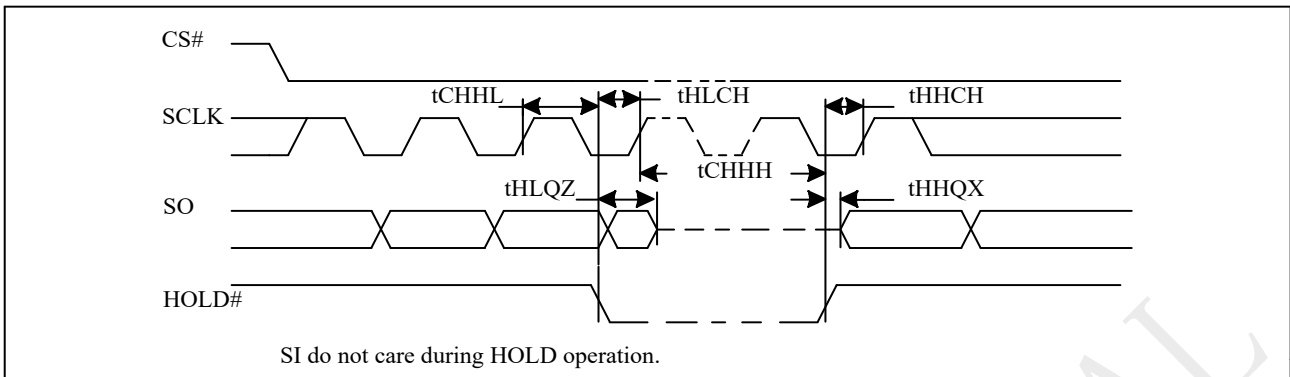 CS#
tCHHL
tHLCH
tHHCH
SCLK
tCHHH
tHLQZ
tHHQX
SO
HOLD#
SI do not care during HOLD operation.